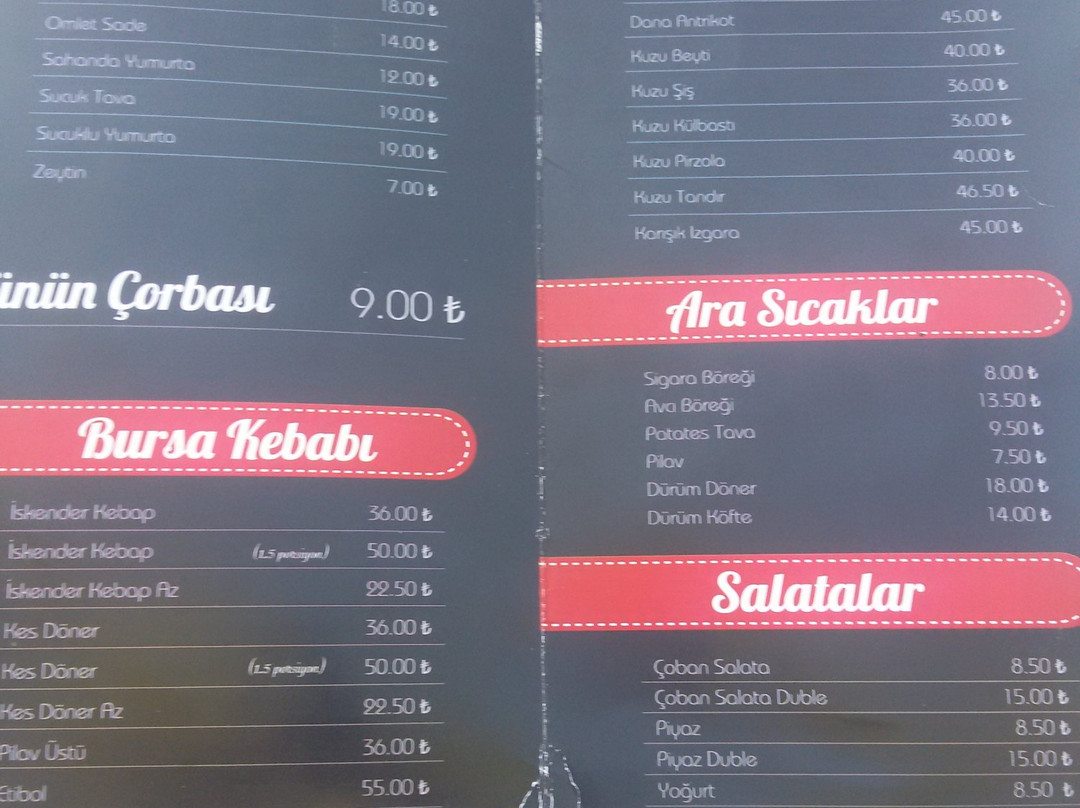 18.00 ₺
Omlet Sade 14.00 ₺
Sahanda Yumurta 12.00 ₺
Sucuk Tava 19.00 ₺
Sucuklu Yumurta 19.00 ₺
Zeytin 7.00 ₺
ünün Çorbası 9.00 ₺
Bursa Kebabı
İskender Kebap 36.00 ₺
İskender Kebap (1.5 porsiyon) 50.00 ₺
İskender Kebap Az 22.50 ₺
Kes Döner 36.00 ₺
Kes Döner (1.5 porsiyon) 50.00 ₺
Kes Döner Az 22.50 ₺
Pilav Üstü 36.00 ₺
Etibol 55.00 ₺
Dana Antrikot 45.00 ₺
Kuzu Beyti 40.00 ₺
Kuzu Şiş 36.00 ₺
Kuzu Külbastı 36.00 ₺
Kuzu Pirzola 40.00 ₺
Kuzu Tandır 46.50 ₺
Karışık Izgara 45.00 ₺
Ara Sıcaklar
Sigara Böreği 8.00 ₺
Avcı Böreği 13.50 ₺
Patates Tava 9.50 ₺
Pilav 7.50 ₺
Dürüm Döner 18.00 ₺
Dürüm Köfte 14.00 ₺
Salatalar
Çoban Salata 8.50 ₺
Çoban Salata Duble 15.00 ₺
Piyaz 8.50 ₺
Piyaz Duble 15.00 ₺
Yoğurt 8.50 ₺